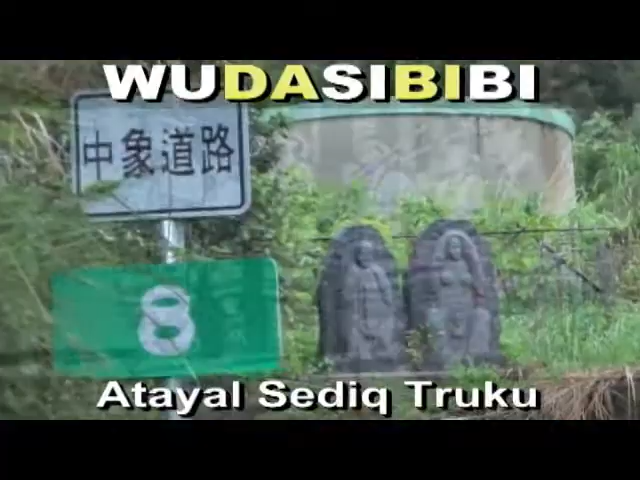 WUDASIBIBI
中象道路
8
Atayal Sediq Truku